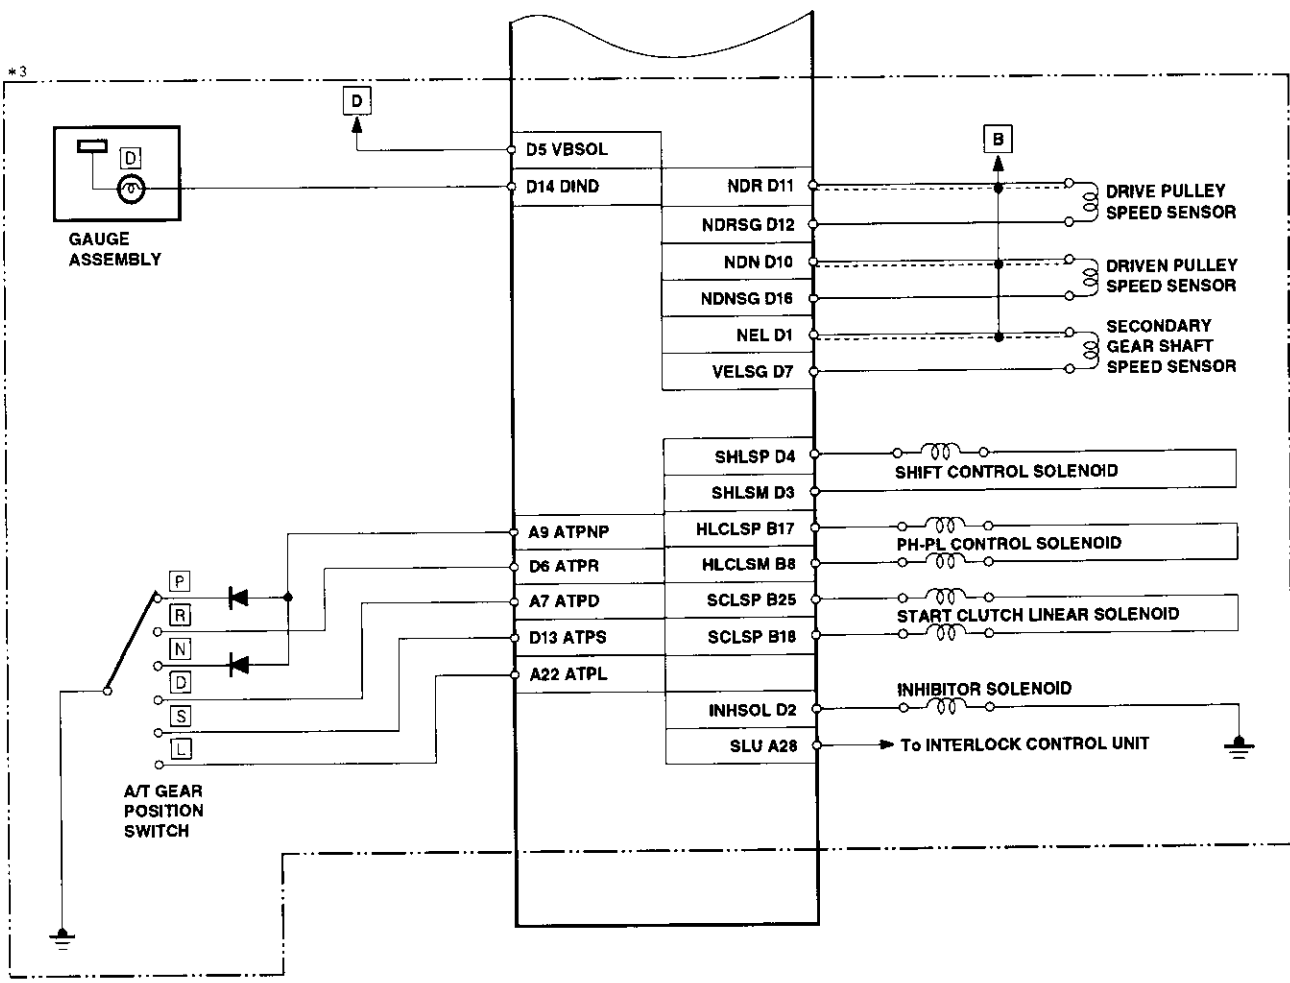 *3
D
B
D
D5 VBSOL
D14 DIND
NDR D11
NDRSG D12
NDN D10
NDNSG D16
NEL D1
VELSG D7
GAUGE
ASSEMBLY
DRIVE PULLEY
SPEED SENSOR
DRIVEN PULLEY
SPEED SENSOR
SECONDARY
GEAR SHAFT
SPEED SENSOR
SHLSP D4
SHIFT CONTROL SOLENOID
SHLSM D3
A9 ATPNP
HLCLSP B17
PH-PL CONTROL SOLENOID
D6 ATPR
HLCLSM B8
A7 ATPD
SCLSP B25
START CLUTCH LINEAR SOLENOID
D13 ATPS
SCLSP B18
A22 ATPL
INHIBITOR SOLENOID
INHSOL D2
SLU A28
To INTERLOCK CONTROL UNIT
P
R
N
D
S
L
A/T GEAR
POSITION
SWITCH